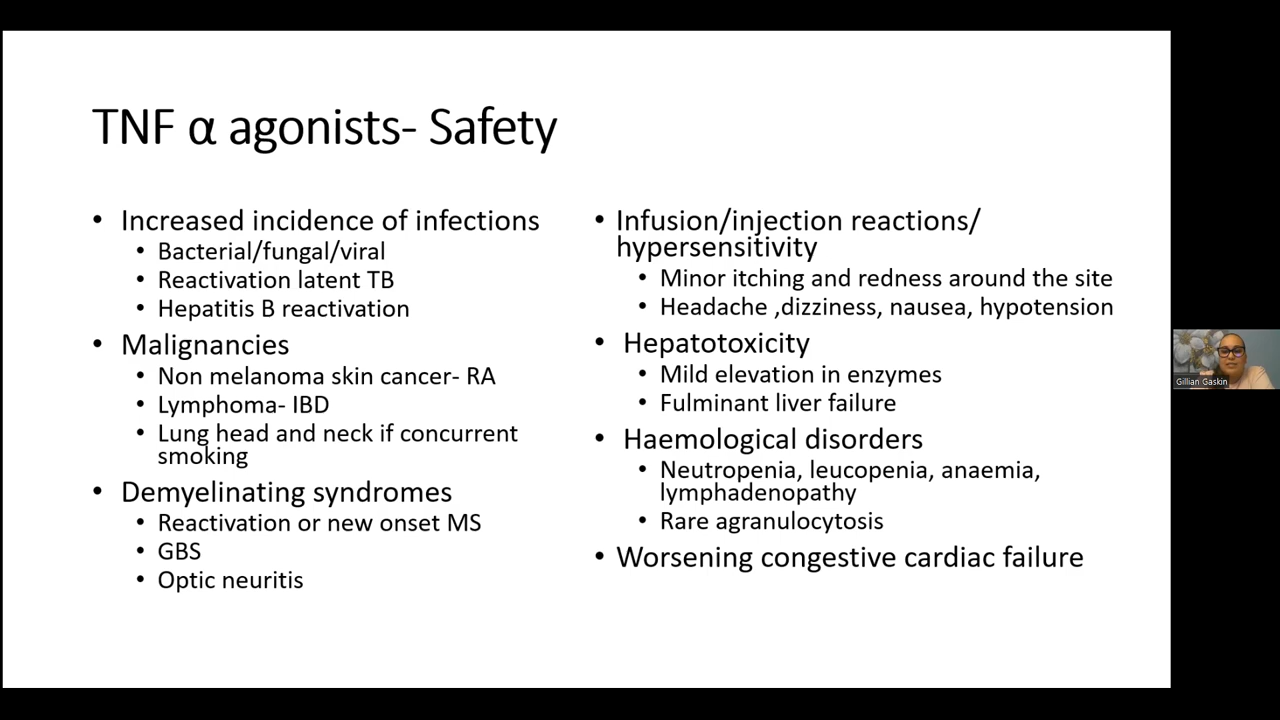 TNF α agonists- Safety
• Increased incidence of infections
• Bacterial/fungal/viral
• Reactivation latent TB
• Hepatitis B reactivation
• Malignancies
• Non melanoma skin cancer- RA
• Lymphoma- IBD
• Lung head and neck if concurrent
smoking
• Demyelinating syndromes
• Reactivation or new onset MS
• GBS
• Optic neuritis
• Infusion/injection reactions/
hypersensitivity
• Minor itching and redness around the site
• Headache ,dizziness, nausea, hypotension
• Hepatotoxicity
• Mild elevation in enzymes
• Fulminant liver failure
• Haemological disorders
• Neutropenia, leucopenia, anaemia,
lymphadenopathy
• Rare agranulocytosis
• Worsening congestive cardiac failure
Gillian Gaskin